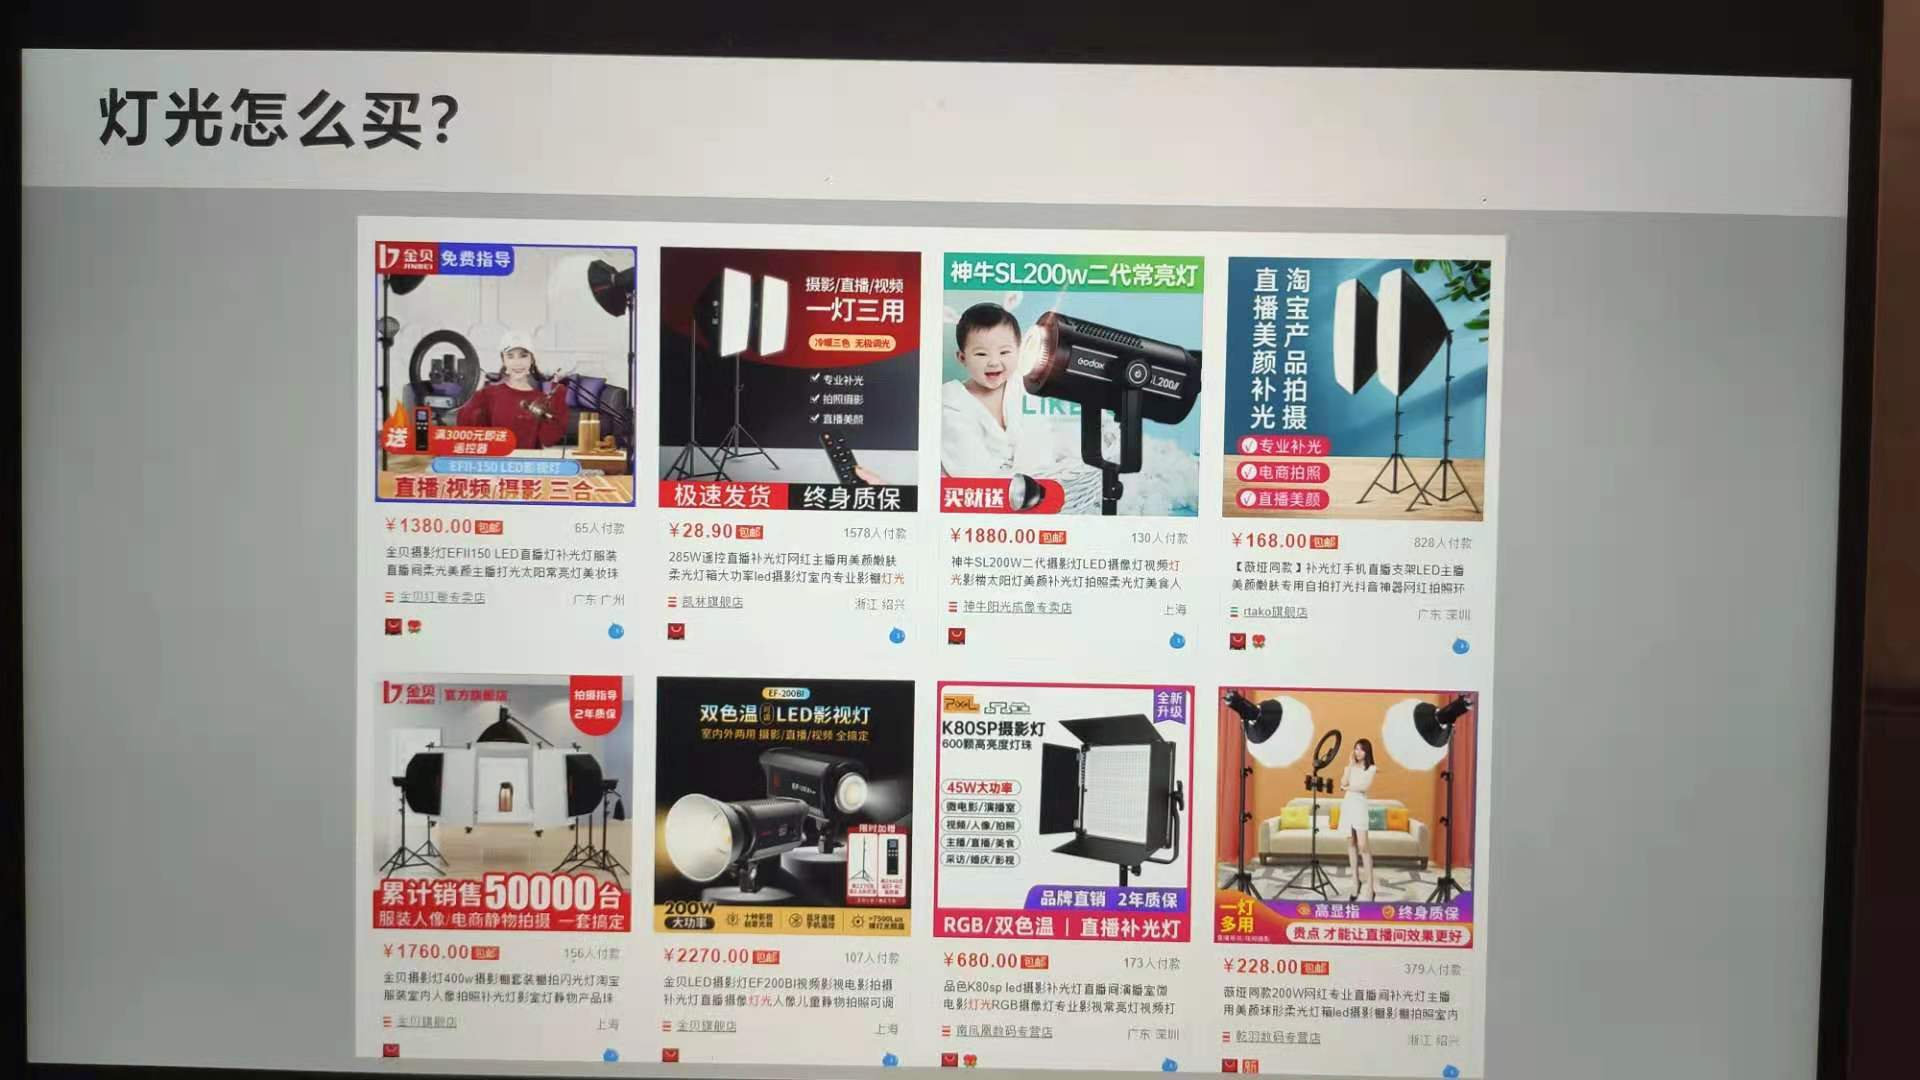 灯光怎么买?
金贝
JINBEI
免费指导
送
满3000元即送
遥控器
EFII-150 LED影视灯
直播/视频/摄影 三合一
¥1380.00 包邮
65人付款
金贝摄影灯EFII150 LED直播灯补光灯服装
直播间柔光美颜主播打光太阳常亮灯美妆珠
金贝红鲤专卖店
广东 广州
摄影/直播/视频
一灯三用
冷暖三色 无极调光
专业补光
拍照摄影
直播美颜
极速发货
终身质保
¥28.90 包邮
1578人付款
285W遥控直播补光灯网红主播用美颜嫩肤
柔光灯箱大功率led摄影灯室内专业影棚灯光
凯林旗舰店
浙江 绍兴
神牛SL200w二代常亮灯
Godox
SL200II
LIKE
买就送
¥1880.00 包邮
130人付款
神牛SL200W二代摄影灯LED摄像灯视频灯
光影楼太阳灯美颜补光灯拍照柔光灯美食人
神牛阳光成像专卖店
上海
淘宝产品拍摄
直播美颜补光
专业补光
电商拍照
直播美颜
¥168.00 包邮
828人付款
【薇娅同款】补光灯手机直播支架LED主播
美颜嫩肤专用自拍打光抖音神器网红拍照环
rtako旗舰店
广东 深圳
金贝
JINBEI
官方旗舰店
拍摄指导
2年质保
累计销售50000台
服装人像/电商静物拍摄 一套搞定
¥1760.00 包邮
156人付款
金贝摄影灯400w摄影棚套装棚拍闪光灯淘宝
服装室内人像拍照补光灯影室灯静物产品珠
金贝旗舰店
上海
EF-200BI
双色温可调LED影视灯
室内外两用 摄影/直播/视频 全搞定
限时加赠
200W
大功率
¥2270.00 包邮
107人付款
金贝LED摄影灯EF200BI视频影视电影拍摄
补光灯直播摄像灯光人像儿童静物拍照可调
金贝旗舰店
上海
全新
升级
K80SP摄影灯
600颗高亮度灯珠
45W大功率
微电影/演播室
视频/人像/拍照
主播/直播/美食
采访/婚庆/影视
品牌直销 2年质保
RGB/双色温 | 直播补光灯
¥680.00 包邮
173人付款
品色K80sp led摄影补光灯直播间演播室微
电影灯光RGB摄像灯专业影视常亮灯视频打
南凤凰数码专营店
广东 深圳
一灯
多用
高显指
终身质保
贵点 才能让直播间效果更好
¥228.00 包邮
379人付款
薇娅同款200W网红专业直播间补光灯主播
用美颜球形柔光灯箱led摄影棚影棚拍照室内
乾羽数码专营店
浙江 绍兴
新